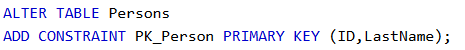 ALTER TABLE Persons
ADD CONSTRAINT PK_Person PRIMARY KEY (ID,LastName);